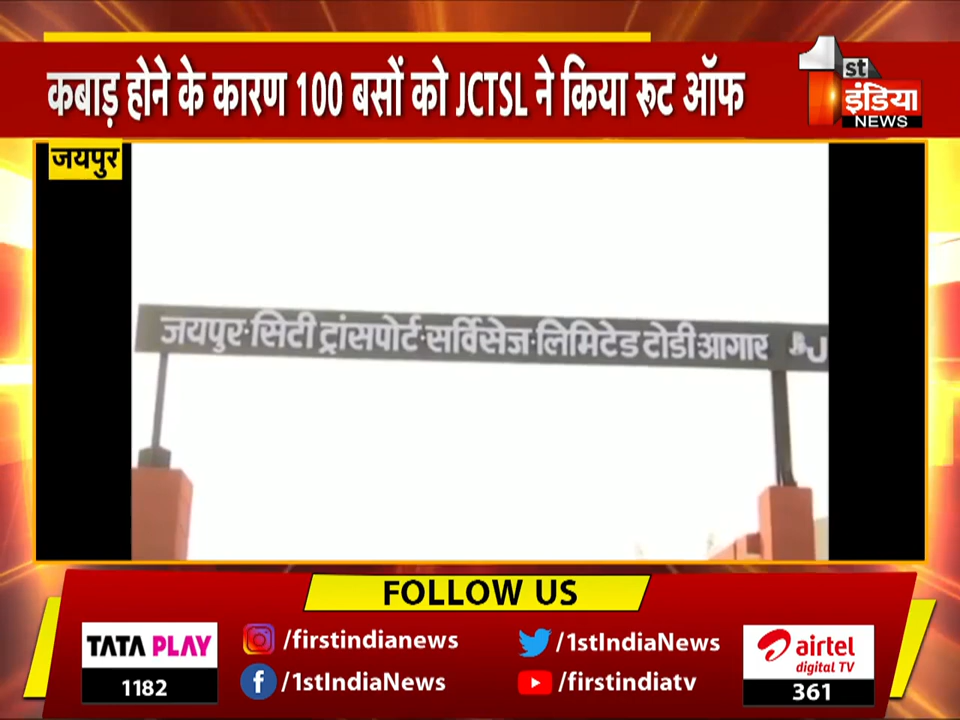 कबाड़ होने के कारण 100 बसों को JCTSL ने किया रूट ऑफ
1st
इंडिया
NEWS
जयपुर
जयपुर सिटी ट्रांसपोर्ट सर्विसेज लिमिटेड टोडी आगार
FOLLOW US
TATA PLAY
1182
/firstindianews
/1stIndiaNews
/1stIndiaNews
/firstindiatv
airtel
digital TV
361